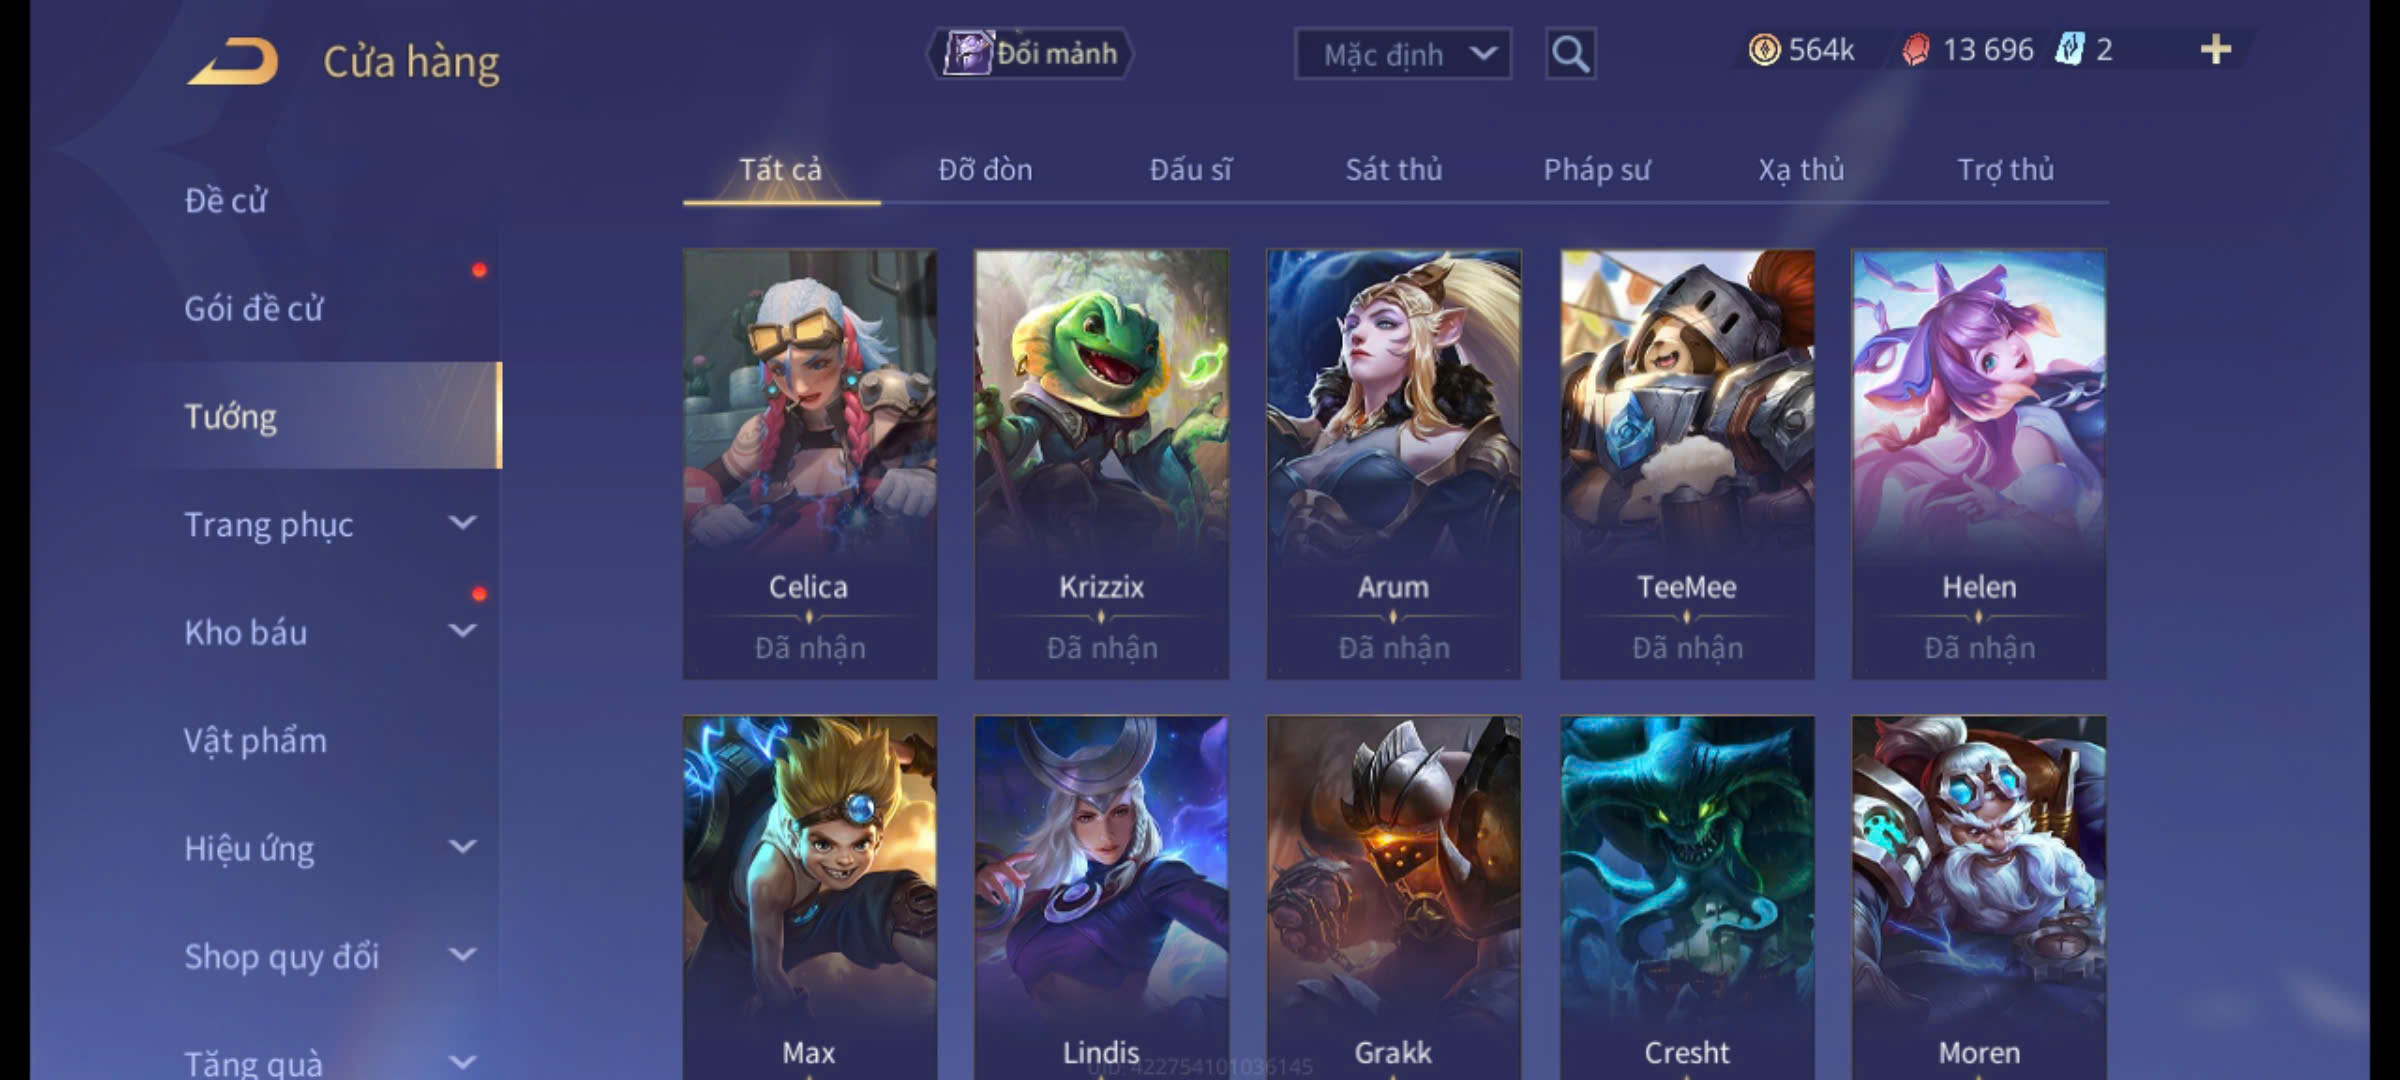 Cửa hàng
Đổi mảnh
Mặc định
564k
13 696
2
Tất cả
Đỡ đòn
Đấu sĩ
Sát thủ
Pháp sư
Xạ thủ
Trợ thủ
Đề cử
Gói đề cử
Tướng
Trang phục
Kho báu
Vật phẩm
Hiệu ứng
Shop quy đổi
Tặng quà
Celica
Đã nhận
Krizzix
Đã nhận
Arum
Đã nhận
TeeMee
Đã nhận
Helen
Đã nhận
Max
Lindis
Grakk
Cresht
Moren
UID: 422754101036145